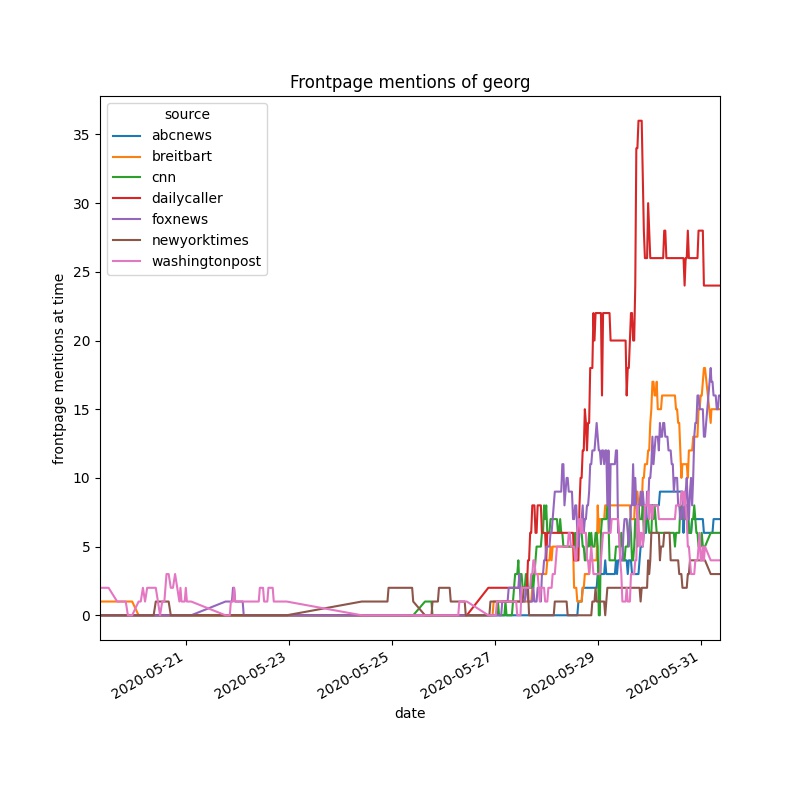 Frontpage mentions of georg
source
abcnews
breitbart
cnn
dailycaller
foxnews
newyorktimes
washingtonpost
frontpage mentions at time
35
30
25
20
15
10
5
0
2020-05-21
2020-05-23
2020-05-25
2020-05-27
2020-05-29
2020-05-31
date